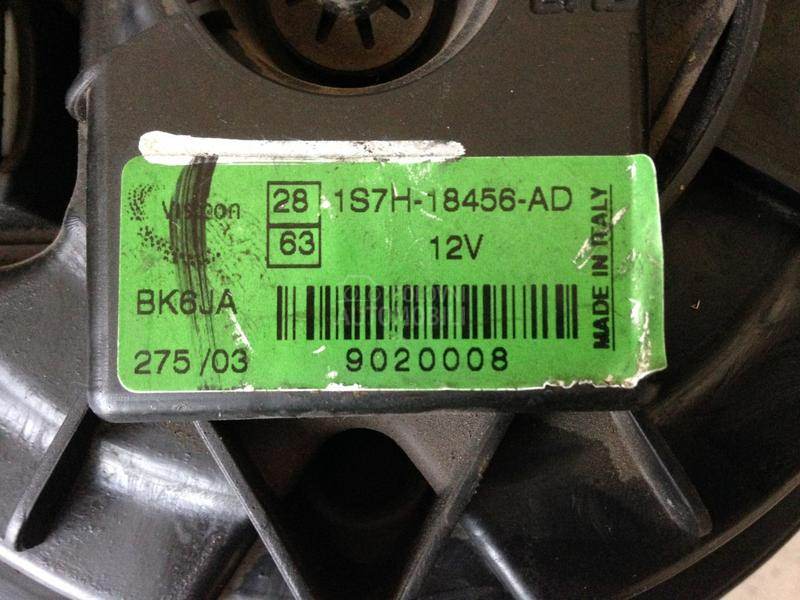 Visteon
28 1S7H-18456-AD
63 12V
BK6JA
275/03
9020008
MADE IN ITALY